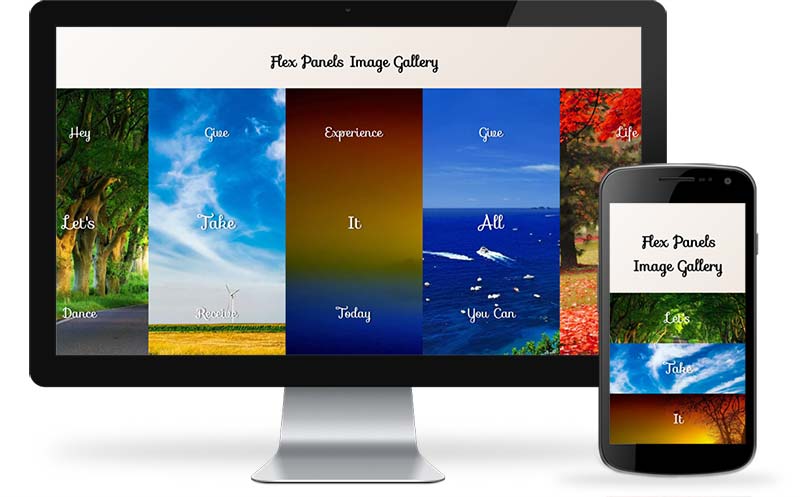 Flex Panels Image Gallery
Hey
Give
Experience
Give
Life
Let's
Take
It
All
Dance
Receive
Today
You Can
Flex Panels
Image Gallery
Let's
Take
It